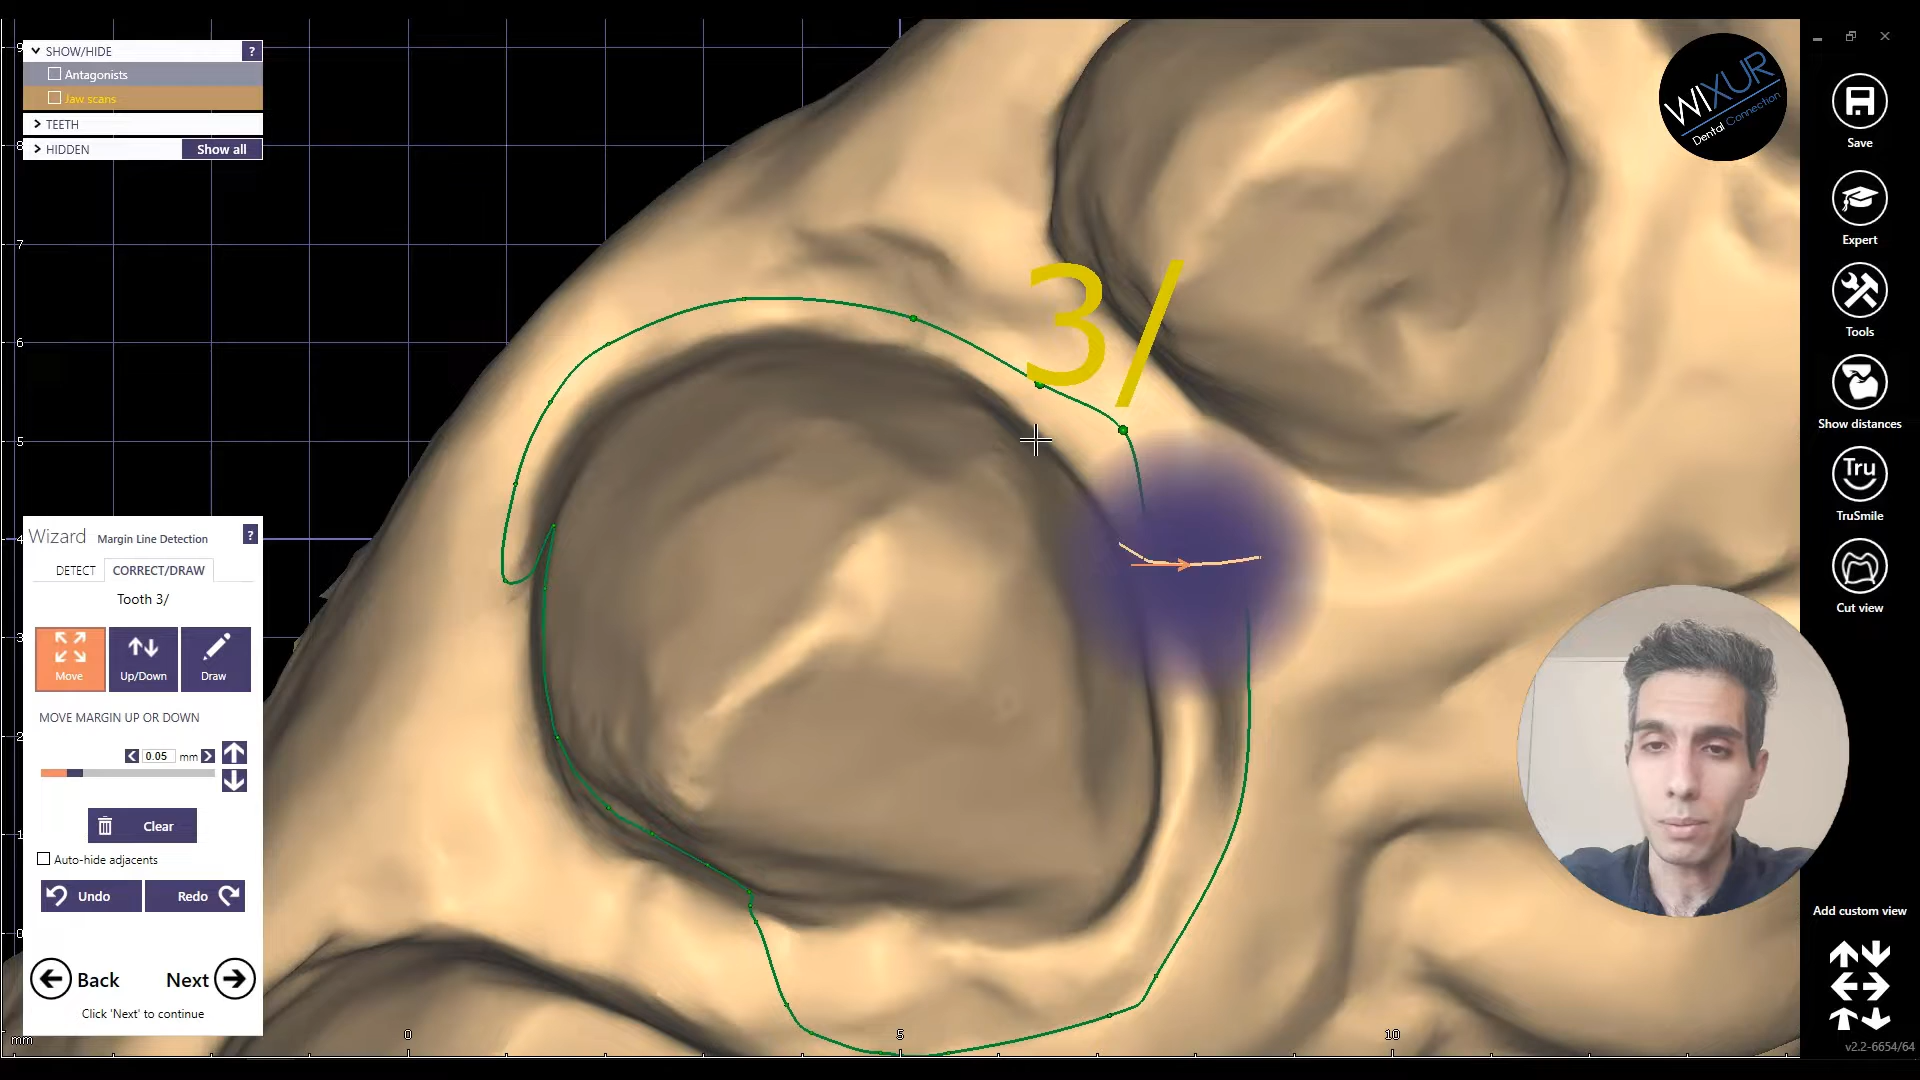 SHOW/HIDE ?
Antagonists
Jaw scans
TEETH
HIDDEN Show all
9
8
7
6
5
4
3
2
1
0
mm
0 5 10
3/
WIXUR
Dental Connection
Wizard Margin Line Detection ?
DETECT CORRECT/DRAW
Tooth 3/
Move Up/Down Draw
MOVE MARGIN UP OR DOWN
0.05 mm
Clear
Auto-hide adjacents
Undo Redo
Back Next
Click 'Next' to continue
Save
Expert
Tools
Show distances
Tru
TruSmile
Cut view
Add custom view
v2.2-6654/64